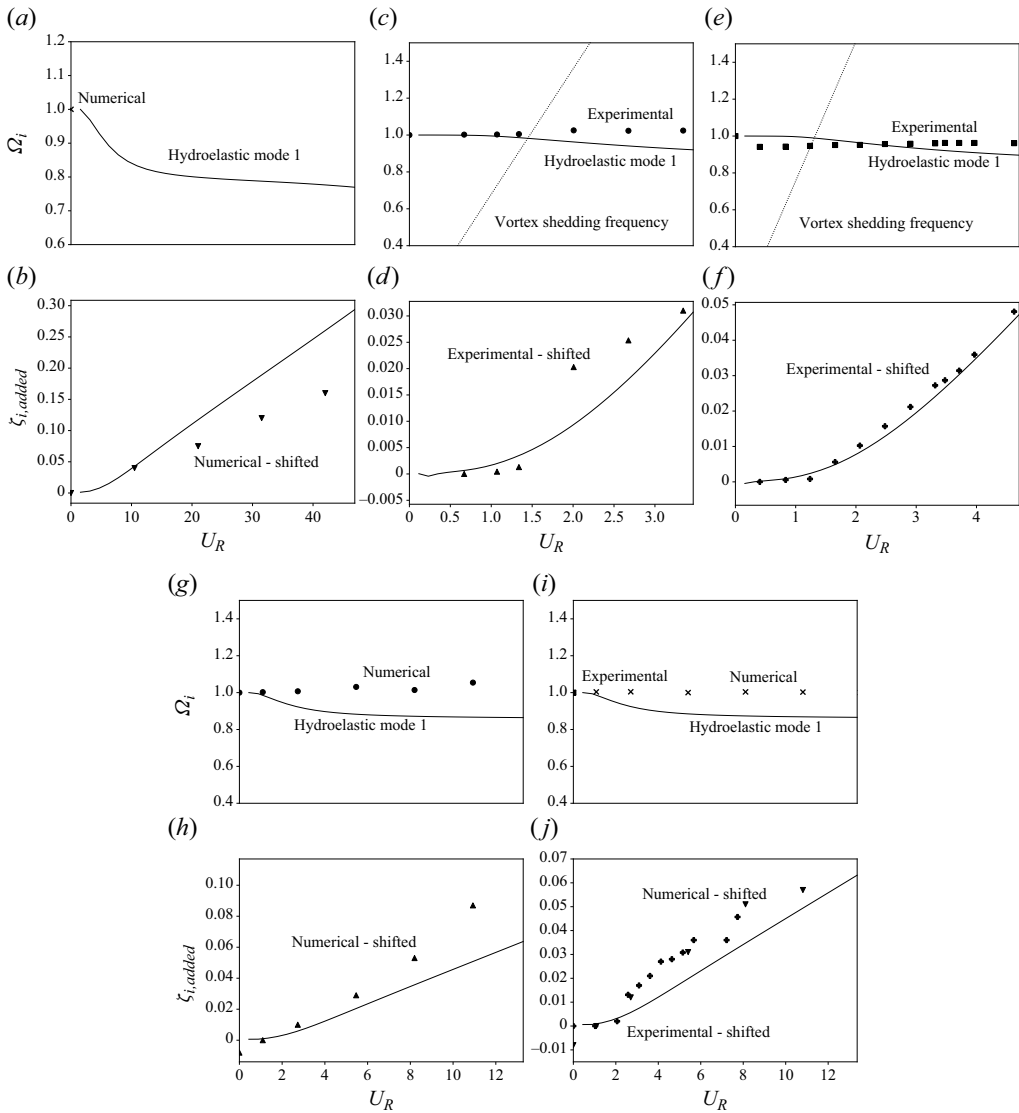 (a)
1.2
1.1
1.0
0.9
0.8
0.7
0.6
Ω_i
Numerical
Hydroelastic mode 1
(c)
1.4
1.2
1.0
0.8
0.6
0.4
Experimental
Hydroelastic mode 1
Vortex shedding frequency
(e)
1.4
1.2
1.0
0.8
0.6
0.4
Experimental
Hydroelastic mode 1
Vortex shedding frequency
(b)
0.30
0.25
0.20
0.15
0.10
0.05
0
ζ_{i,added}
Numerical - shifted
0 10 20 30 40
U_R
(d)
0.030
0.025
0.020
0.015
0.010
0.005
0
−0.005
Experimental - shifted
0 0.5 1.0 1.5 2.0 2.5 3.0
U_R
(f)
0.05
0.04
0.03
0.02
0.01
0
Experimental - shifted
0 1 2 3 4
U_R
(g)
1.4
1.2
1.0
0.8
0.6
0.4
Ω_i
Numerical
Hydroelastic mode 1
(i)
1.4
1.2
1.0
0.8
0.6
0.4
Experimental
Numerical
Hydroelastic mode 1
(h)
0.10
0.08
0.06
0.04
0.02
0
ζ_{i,added}
Numerical - shifted
0 2 4 6 8 10 12
U_R
(j)
0.07
0.06
0.05
0.04
0.03
0.02
0.01
0
−0.01
Numerical - shifted
Experimental - shifted
0 2 4 6 8 10 12
U_R